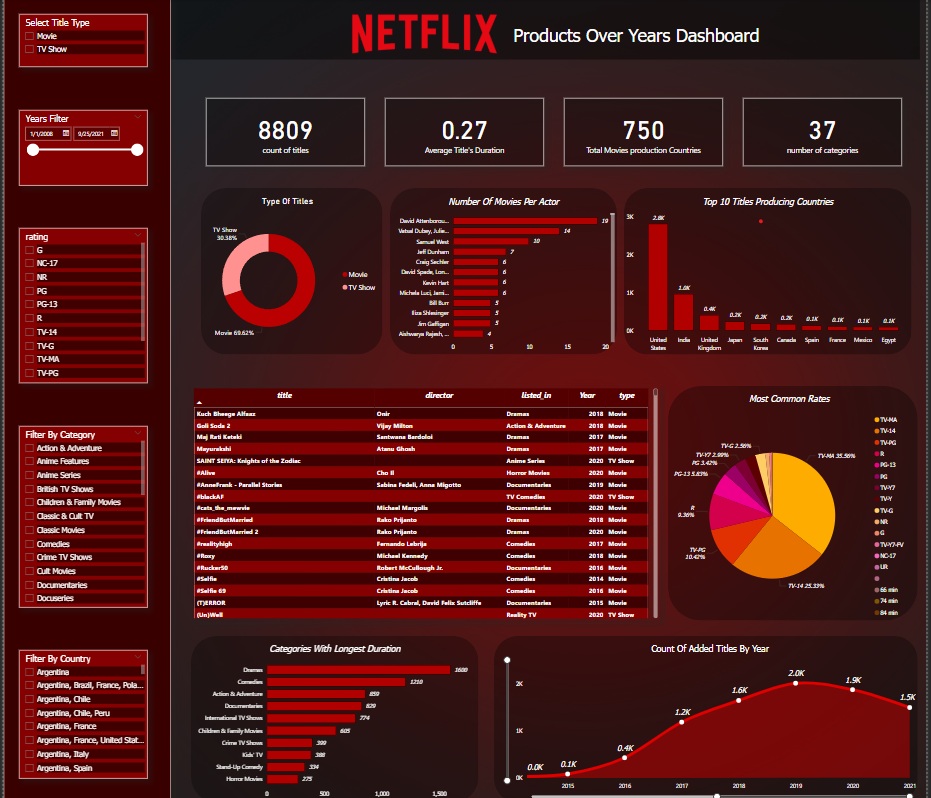 NETFLIX Products Over Years Dashboard
Select Title Type
Movie
TV Show
Years Filter
1/1/2008 9/25/2021
rating
G
NC-17
NR
PG
PG-13
R
TV-14
TV-G
TV-MA
TV-PG
Filter By Category
Action & Adventure
Anime Features
Anime Series
British TV Shows
Children & Family Movies
Classic & Cult TV
Classic Movies
Comedies
Crime TV Shows
Cult Movies
Documentaries
Docuseries
Filter By Country
Argentina
Argentina, Brazil, France, Pola...
Argentina, Chile
Argentina, Chile, Peru
Argentina, France
Argentina, France, United Stat...
Argentina, Italy
Argentina, Spain
8809
count of titles
0.27
Average Title's Duration
750
Total Movies production Countries
37
number of categories
Type Of Titles
TV Show
30.38%
Movie 69.62%
Movie
TV Show
Number Of Movies Per Actor
David Attenborou... 19
Vatsal Dubey, Julie... 14
Samuel West 10
Jeff Dunham 7
Craig Sechler 6
David Spade, Lon... 6
Kevin Hart 6
Michela Luci, Jami... 6
Bill Burr 5
Iliza Shlesinger 5
Jim Gaffigan 5
Aishwarya Rajesh, ... 4
0 5 10 15 20
Top 10 Titles Producing Countries
3K
2K
1K
0K
2.8K 1.0K 0.4K 0.2K 0.2K 0.2K 0.1K 0.1K 0.1K 0.1K
United States India United Kingdom Japan South Korea Canada Spain France Mexico Egypt
title director listed_in Year type
Kuch Bheege Alfaaz Onir Dramas 2018 Movie
Goli Soda 2 Vijay Milton Action & Adventure 2018 Movie
Maj Rati Keteki Santwana Bardoloi Dramas 2017 Movie
Mayurakshi Atanu Ghosh Dramas 2017 Movie
SAINT SEIYA: Knights of the Zodiac Anime Series 2020 TV Show
#Alive Cho Il Horror Movies 2020 Movie
#AnneFrank - Parallel Stories Sabina Fedeli, Anna Migotto Documentaries 2019 Movie
#blackAF TV Comedies 2020 TV Show
#cats_the_mewvie Michael Margolis Documentaries 2020 Movie
#FriendButMarried Rako Prijanto Dramas 2018 Movie
#FriendButMarried 2 Rako Prijanto Dramas 2020 Movie
#realityhigh Fernando Lebrija Comedies 2017 Movie
#Roxy Michael Kennedy Comedies 2018 Movie
#Rucker50 Robert McCullough Jr. Documentaries 2016 Movie
#Selfie Cristina Jacob Comedies 2014 Movie
#Selfie 69 Cristina Jacob Comedies 2016 Movie
(T)ERROR Lyric R. Cabral, David Felix Sutcliffe Documentaries 2015 Movie
(Un)Well Reality TV 2020 TV Show
Most Common Rates
TV-MA 35.56%
TV-14 25.33%
TV-PG
10.42%
R
9.36%
PG-13 5.83%
PG 3.42%
TV-Y7 2.99%
TV-G 2.56%
TV-MA
TV-14
TV-PG
R
PG-13
PG
TV-Y7
TV-Y
TV-G
NR
G
TV-Y7-FV
NC-17
UR
66 min
74 min
84 min
Categories With Longest Duration
Dramas 1600
Comedies 1210
Action & Adventure 859
Documentaries 829
International TV Shows 774
Children & Family Movies 605
Crime TV Shows 399
Kids' TV 388
Stand-Up Comedy 334
Horror Movies 275
0 500 1,000 1,500
Count Of Added Titles By Year
2K
1K
0K
0.0K 0.1K 0.4K 1.2K 1.6K 2.0K 1.9K 1.5K
2015 2016 2017 2018 2019 2020 2021